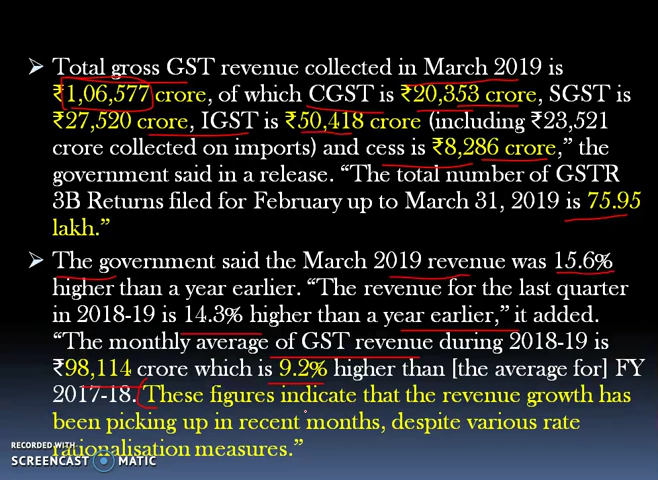 Total gross GST revenue collected in March 2019 is
₹1,06,577 crore, of which CGST is ₹20,353 crore, SGST is
₹27,520 crore, IGST is ₹50,418 crore (including ₹23,521
crore collected on imports) and cess is ₹8,286 crore,” the
government said in a release. “The total number of GSTR
3B Returns filed for February up to March 31, 2019 is 75.95
lakh.”
The government said the March 2019 revenue was 15.6%
higher than a year earlier. “The revenue for the last quarter
in 2018-19 is 14.3% higher than a year earlier,” it added.
“The monthly average of GST revenue during 2018-19 is
₹98,114 crore which is 9.2% higher than [the average for] FY
2017-18. These figures indicate that the revenue growth has
been picking up in recent months, despite various rate
rationalisation measures.”
RECORDED WITH
SCREENCAST MATIC